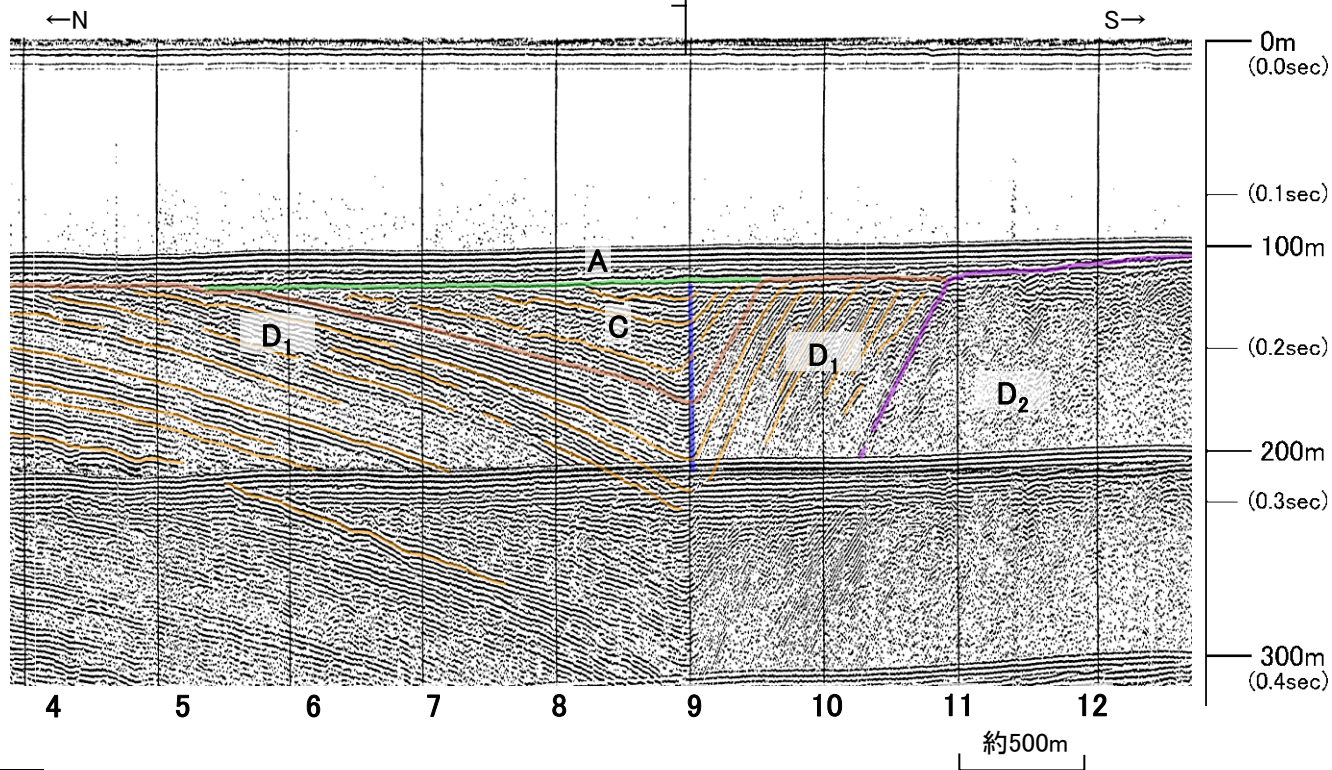 ←N
S→
0m
(0.0sec)
(0.1sec)
100m
A
C
D₁
D₁
(0.2sec)
D₂
200m
(0.3sec)
300m
(0.4sec)
4 5 6 7 8 9 10 11 12
約500m